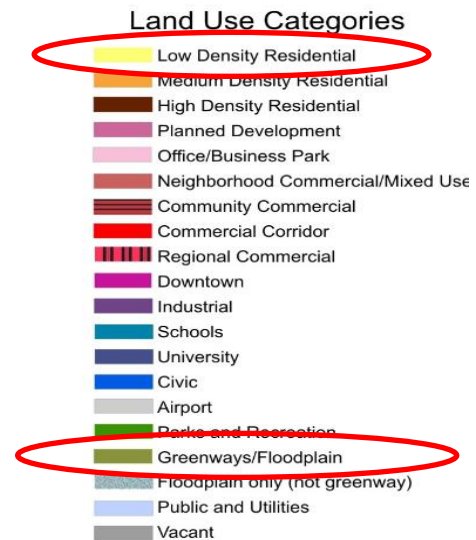 Land Use Categories
Low Density Residential
Medium Density Residential
High Density Residential
Planned Development
Office/Business Park
Neighborhood Commercial/Mixed Use
Community Commercial
Commercial Corridor
Regional Commercial
Downtown
Industrial
Schools
University
Civic
Airport
Parks and Recreation
Greenways/Floodplain
Floodplain only (not greenway)
Public and Utilities
Vacant